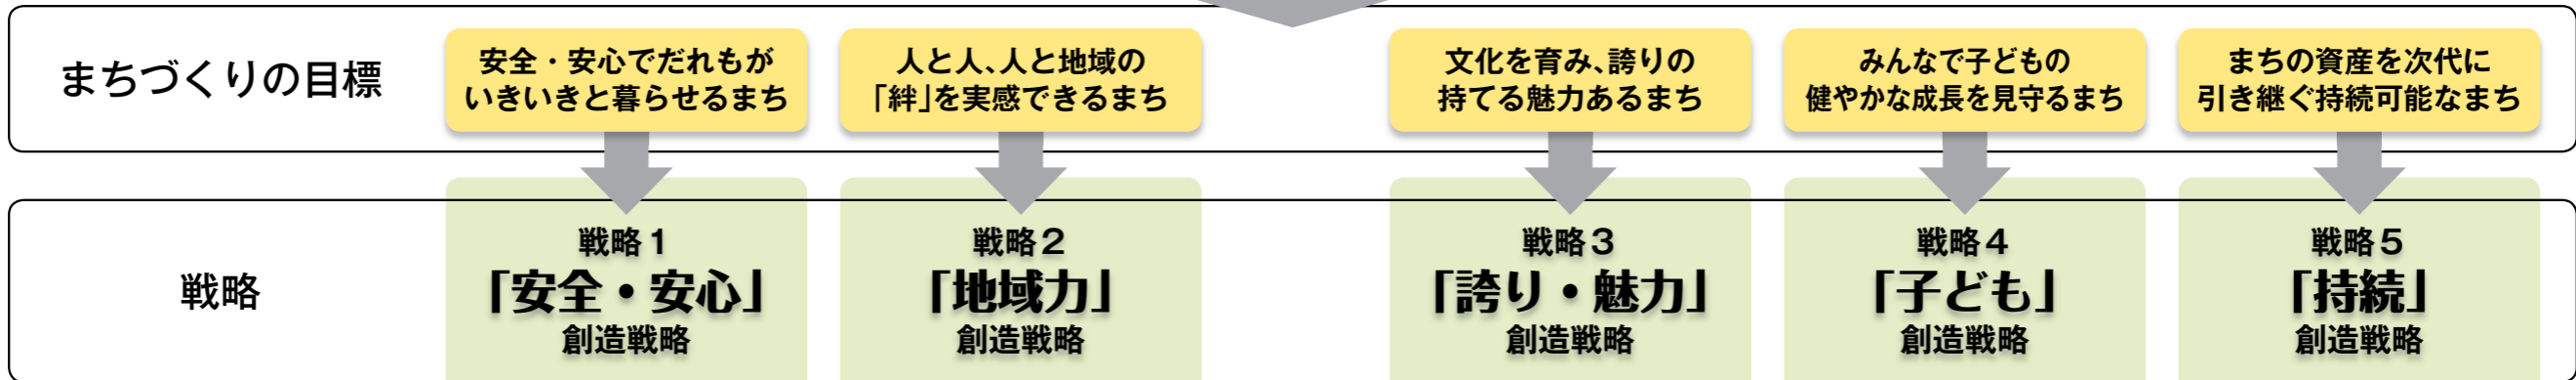 まちづくりの目標
安全・安心でだれもが
いきいきと暮らせるまち
人と人、人と地域の
「絆」を実感できるまち
文化を育み、誇りの
持てる魅力あるまち
みんなで子どもの
健やかな成長を見守るまち
まちの資産を次代に
引き継ぐ持続可能なまち
戦略
戦略1
「安全・安心」
創造戦略
戦略2
「地域力」
創造戦略
戦略3
「誇り・魅力」
創造戦略
戦略4
「子ども」
創造戦略
戦略5
「持続」
創造戦略